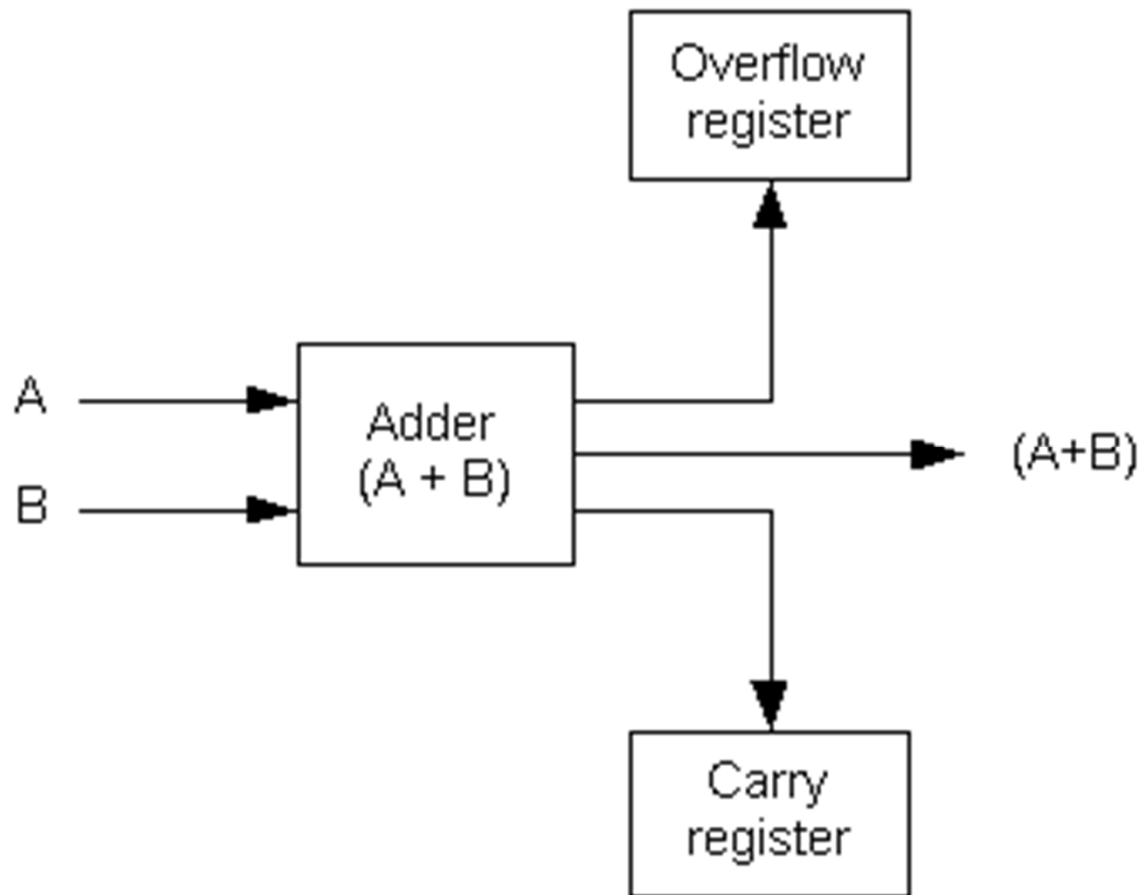 Overflow
register
A
B
Adder
(A + B)
(A+B)
Carry
register